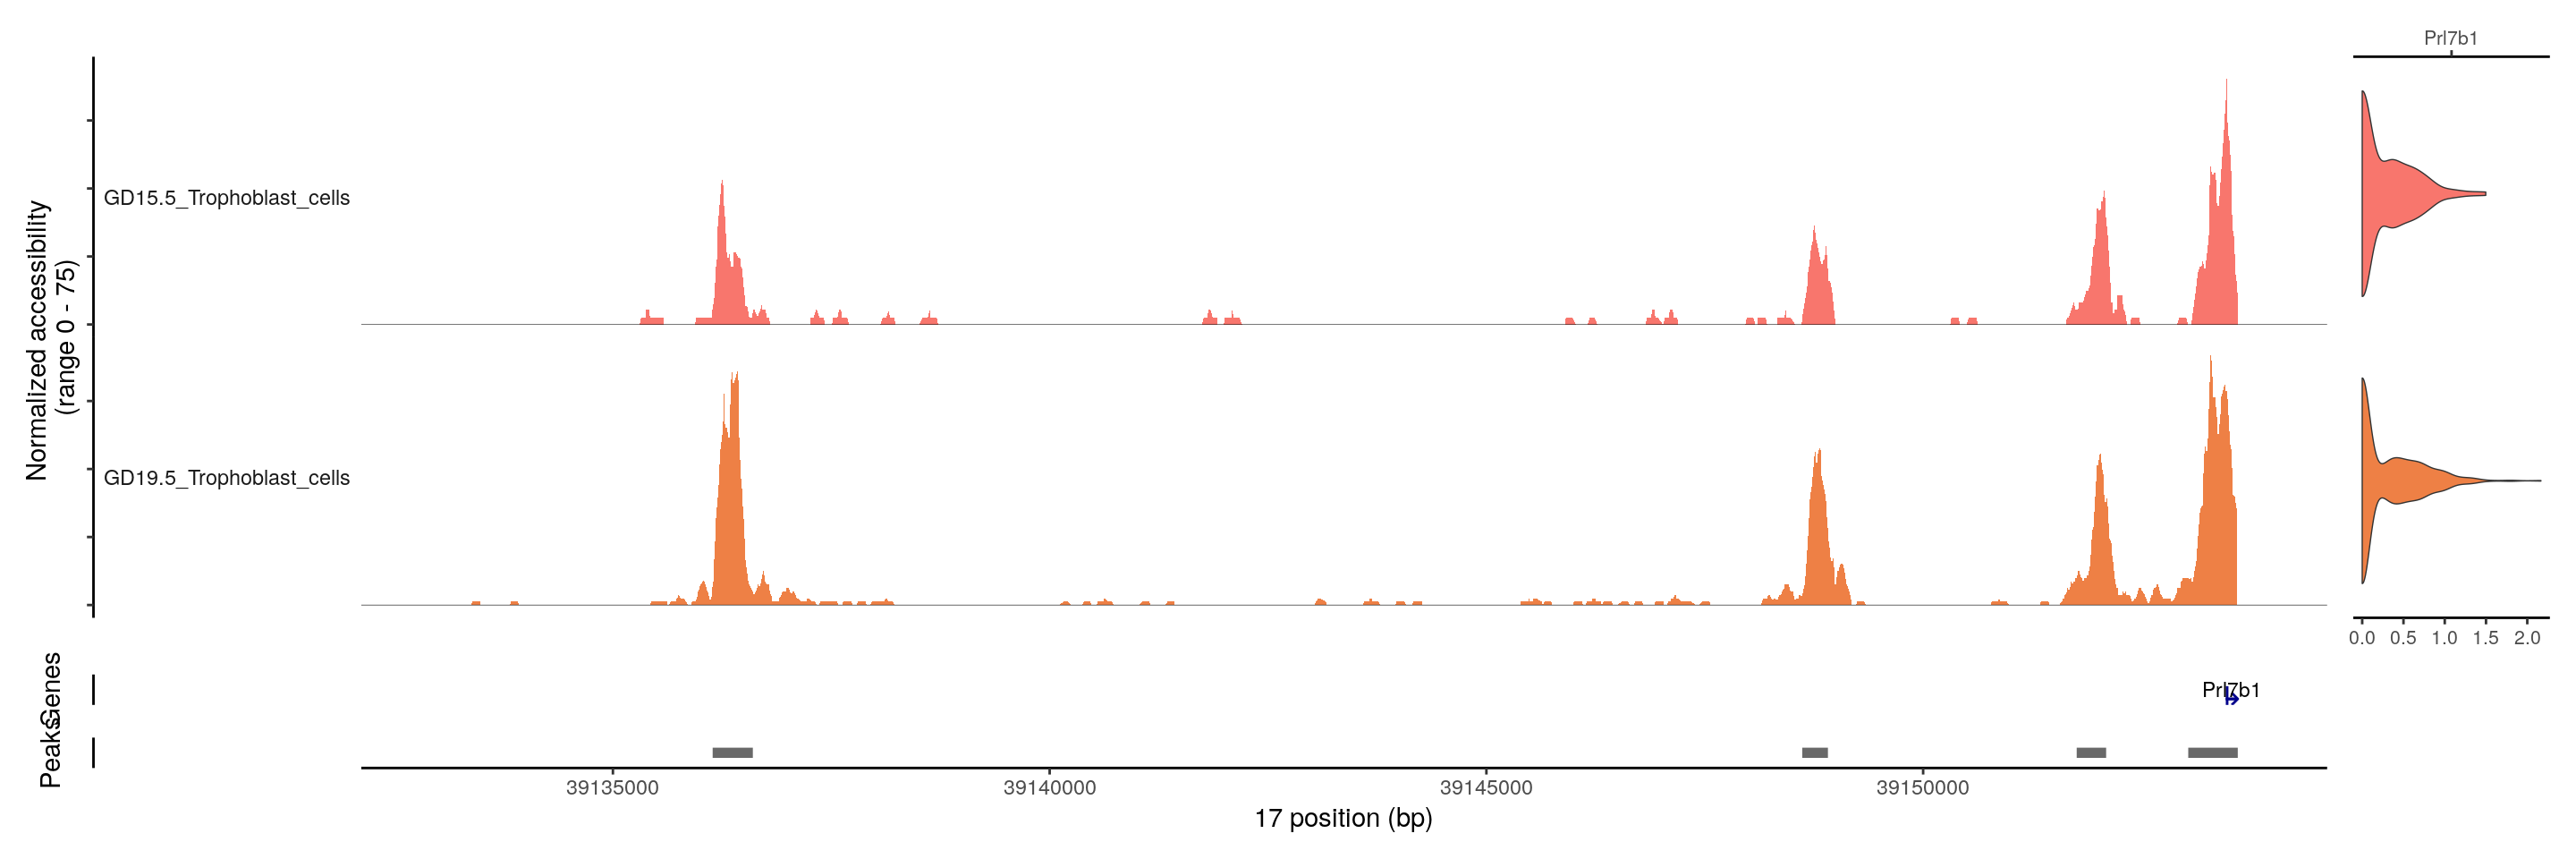 Prl7b1
Normalized accessibility
(range 0 - 75)
GD15.5_Trophoblast_cells
GD19.5_Trophoblast_cells
0.0 0.5 1.0 1.5 2.0
Genes
Prl7b1
Peaks
39135000 39140000 39145000 39150000
17 position (bp)